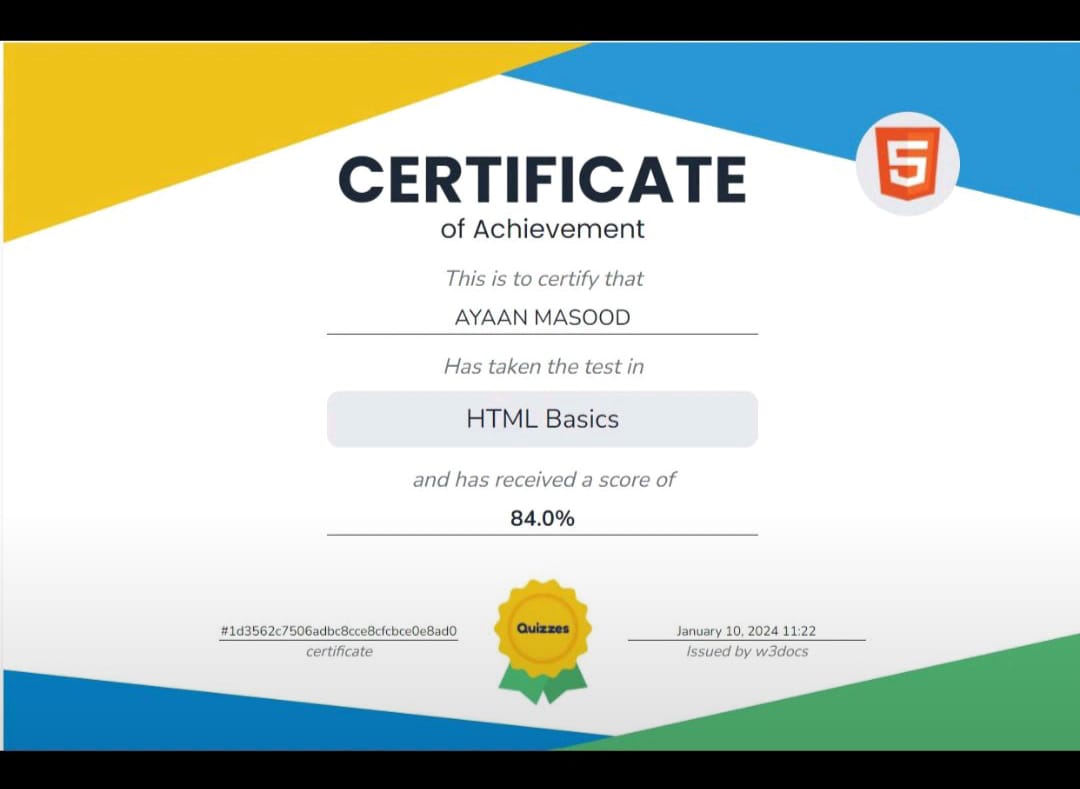 CERTIFICATE
of Achievement
This is to certify that
AYAAN MASOOD
Has taken the test in
HTML Basics
and has received a score of
84.0%
5
Quizzes
#1d3562c7506adbc8cce8cfcbce0e8ad0
certificate
January 10, 2024 11:22
Issued by w3docs